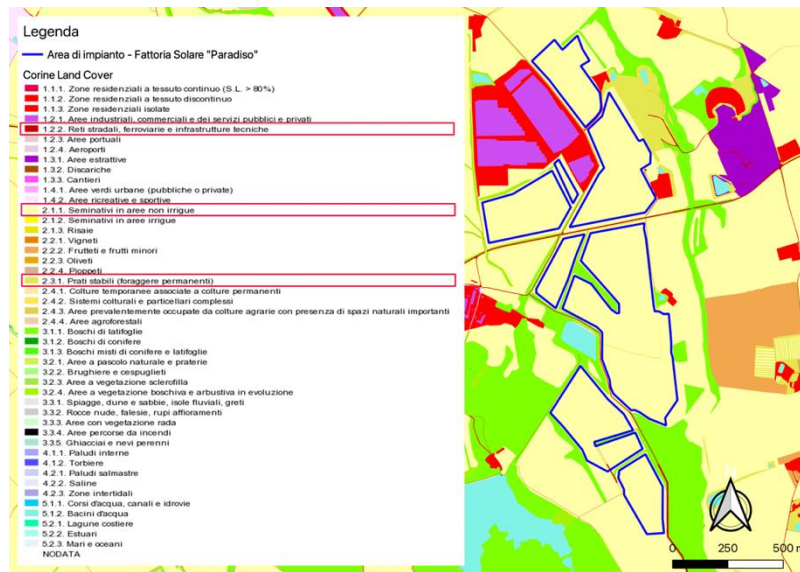 Legenda
Area di impianto - Fattoria Solare "Paradiso"
Corine Land Cover
1.1.1. Zone residenziali a tessuto continuo (S.L. > 80%)
1.1.2. Zone residenziali a tessuto discontinuo
1.1.3. Zone residenziali isolate
1.2.1. Aree industriali, commerciali e dei servizi pubblici e privati
1.2.2. Reti stradali, ferroviarie e infrastrutture tecniche
1.2.3. Aree portuali
1.2.4. Aeroporti
1.3.1. Aree estrattive
1.3.2. Discariche
1.3.3. Cantieri
1.4.1. Aree verdi urbane (pubbliche o private)
1.4.2. Aree ricreative e sportive
2.1.1. Seminativi in aree non irrigue
2.1.2. Seminativi in aree irrigue
2.1.3. Risaie
2.2.1. Vigneti
2.2.2. Frutteti e frutti minori
2.2.3. Oliveti
2.2.4. Pioppeti
2.3.1. Prati stabili (foraggere permanenti)
2.4.1. Colture temporanee associate a colture permanenti
2.4.2. Sistemi colturali e particellari complessi
2.4.3. Aree prevalentemente occupate da colture agrarie con presenza di spazi naturali importanti
2.4.4. Aree agroforestali
3.1.1. Boschi di latifoglie
3.1.2. Boschi di conifere
3.1.3. Boschi misti di conifere e latifoglie
3.2.1. Aree a pascolo naturale e praterie
3.2.2. Brughiere e cespuglieti
3.2.3. Aree a vegetazione sclerofilla
3.2.4. Aree a vegetazione boschiva e arbustiva in evoluzione
3.3.1. Spiagge, dune e sabbie, isole fluviali, greti
3.3.2. Rocce nude, falesie, rupi affioramenti
3.3.3. Aree con vegetazione rada
3.3.4. Aree percorse da incendi
3.3.5. Ghiacciai e nevi perenni
4.1.1. Paludi interne
4.1.2. Torbiere
4.2.1. Paludi salmastre
4.2.2. Saline
4.2.3. Zone intertidali
5.1.1. Corsi d'acqua, canali e idrovie
5.1.2. Bacini d'acqua
5.2.1. Lagune costiere
5.2.2. Estuari
5.2.3. Mari e oceani
NODATA
N
0 250 500 m